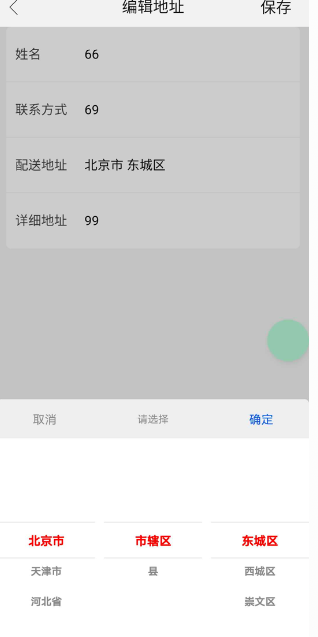 编辑地址 保存
姓名 66
联系方式 69
配送地址 北京市 东城区
详细地址 99
取消 请选择 确定
北京市 市辖区 东城区
天津市 县 西城区
河北省 崇文区